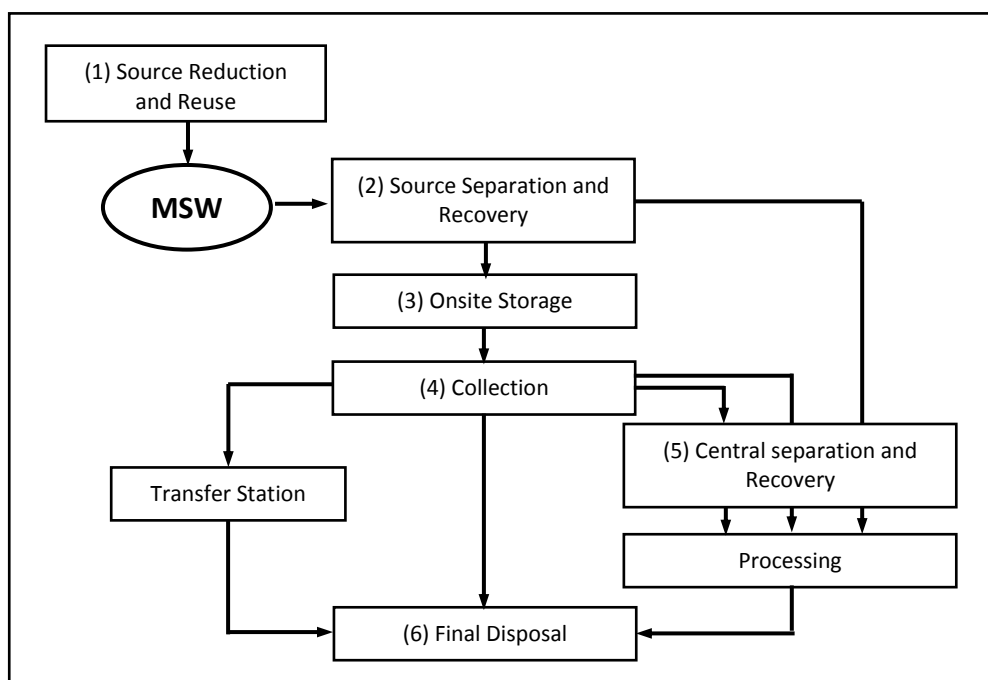 (1) Source Reduction
and Reuse
MSW
(2) Source Separation and
Recovery
(3) Onsite Storage
(4) Collection
(5) Central separation and
Recovery
Transfer Station
Processing
(6) Final Disposal